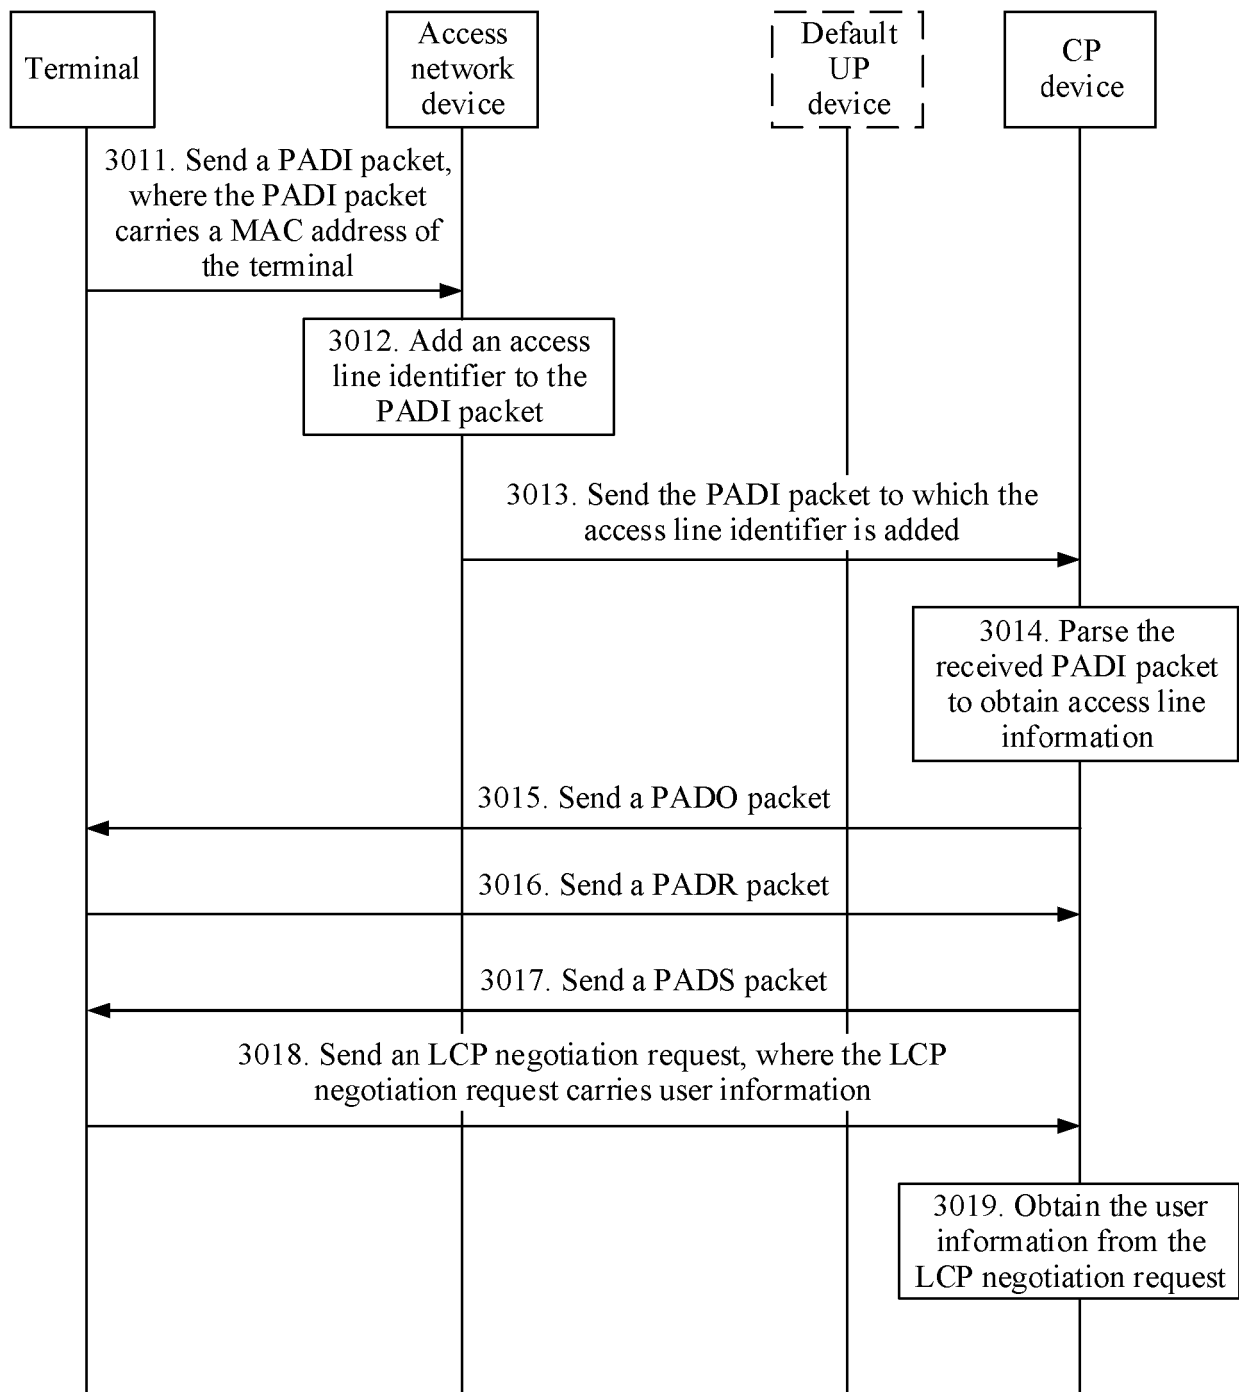 Terminal
Access
network
device
Default
UP
device
CP
device
3011. Send a PADI packet,
where the PADI packet
carries a MAC address of
the terminal
3012. Add an access
line identifier to the
PADI packet
3013. Send the PADI packet to which the
access line identifier is added
3014. Parse the
received PADI packet
to obtain access line
information
3015. Send a PADO packet
3016. Send a PADR packet
3017. Send a PADS packet
3018. Send an LCP negotiation request, where the LCP
negotiation request carries user information
3019. Obtain the user
information from the
LCP negotiation request